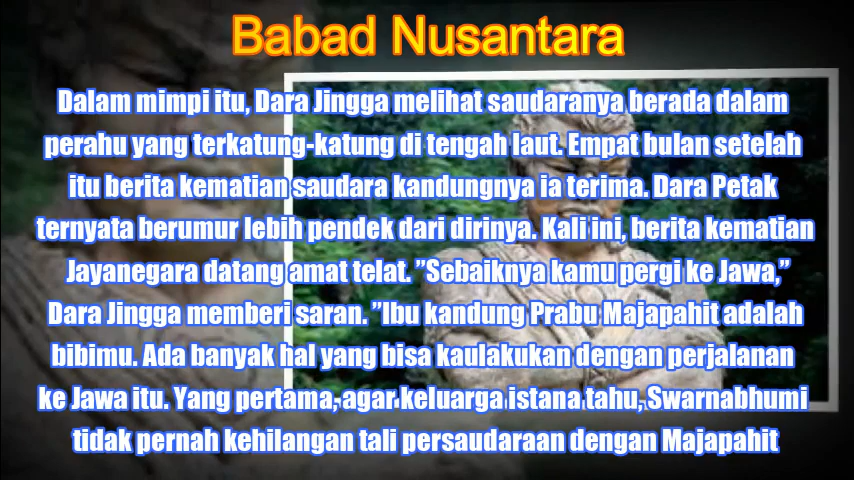 Babad Nusantara
Dalam mimpi itu, Dara Jingga melihat saudaranya berada dalam
perahu yang terkatung-katung di tengah laut. Empat bulan setelah
itu berita kematian saudara kandungnya ia terima. Dara Petak
ternyata berumur lebih pendek dari dirinya. Kali ini, berita kematian
Jayanegara datang amat telat. ”Sebaiknya kamu pergi ke Jawa,”
Dara Jingga memberi saran. ”Ibu kandung Prabu Majapahit adalah
bibimu. Ada banyak hal yang bisa kaulakukan dengan perjalanan
ke Jawa itu. Yang pertama, agar keluarga istana tahu, Swarnabhumi
tidak pernah kehilangan tali persaudaraan dengan Majapahit